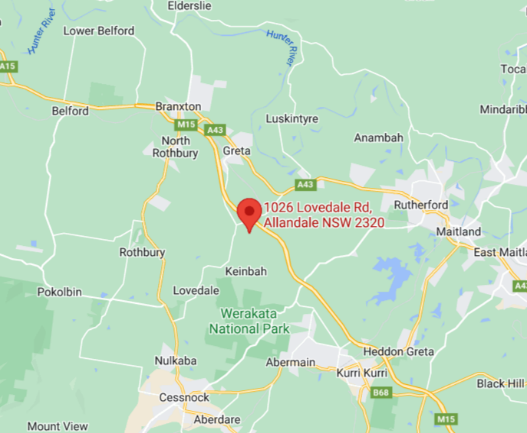 Elderslie
Hunter River
Lower Belford
Hunter River
A15
Toca
Belford
Branxton
Mindarib
M15
A43
Luskintyre
North
Rothbury
Greta
Anambah
A43
1026 Lovedale Rd,
Allandale NSW 2320
Rutherford
Maitland
Rothbury
East Maitl
Keinbah
A43
Pokolbin
Lovedale
Werakata
National Park
Heddon Greta
Nulkaba
Abermain
Kurri Kurri
Black Hill
B68
Cessnock
Aberdare
M15
Mount View